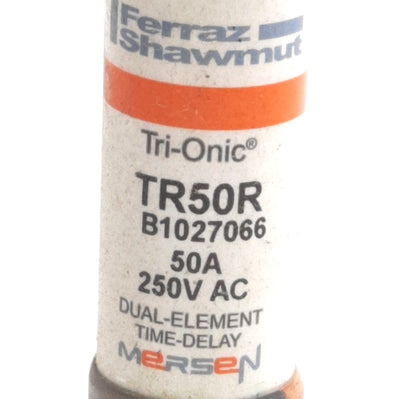 Ferraz
Shawmut
Tri-Onic®
TR50R
B1027066
50A
250V AC
DUAL-ELEMENT
TIME-DELAY
MERSEN